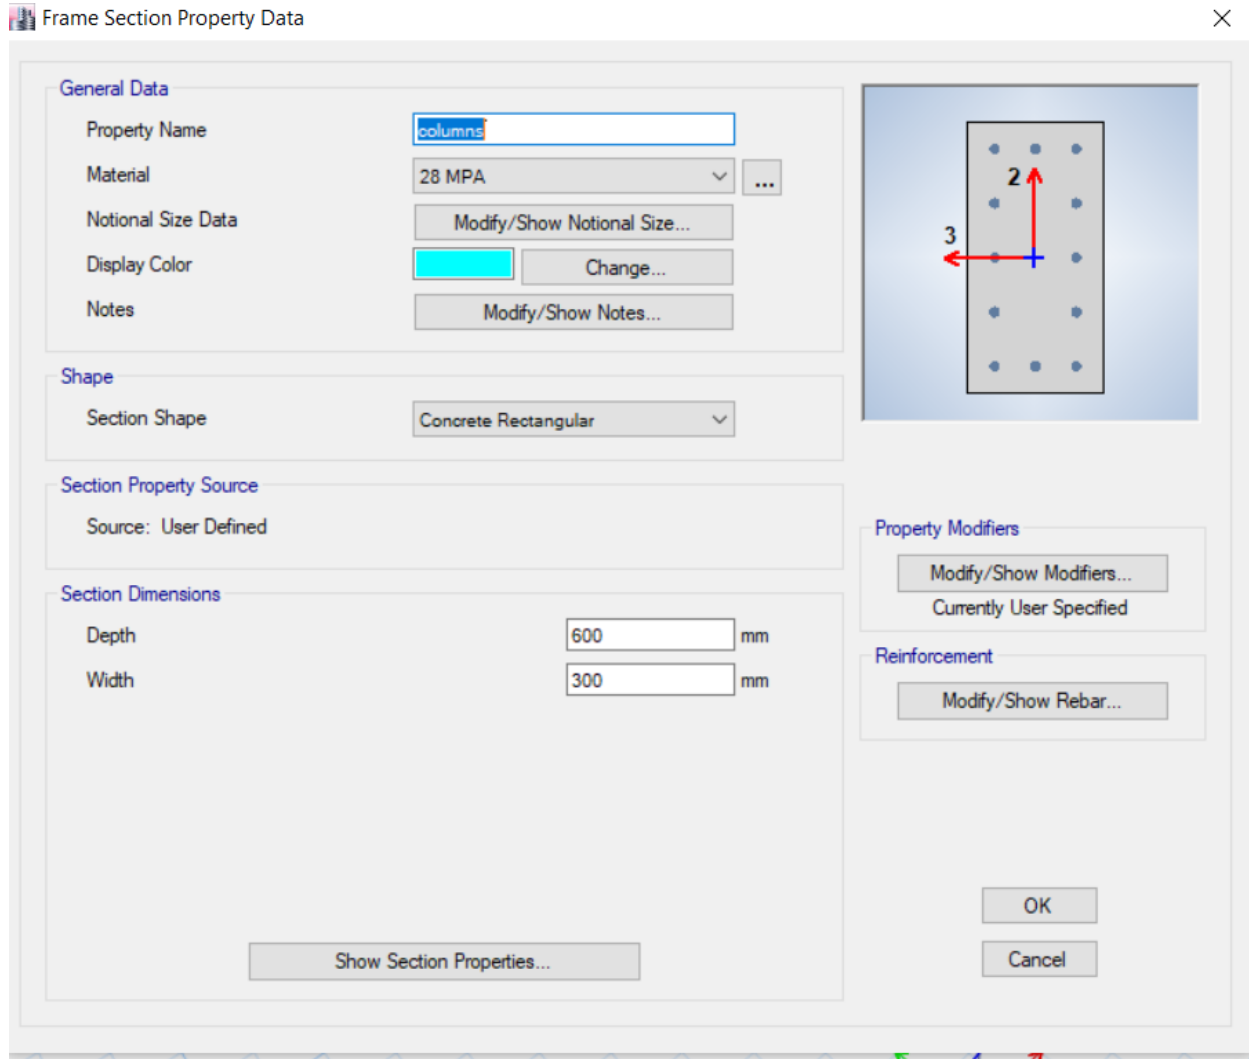 Frame Section Property Data
General Data
Property Name
columns
Material
28 MPA
...
Notional Size Data
Modify/Show Notional Size...
Display Color
Change...
Notes
Modify/Show Notes...
2
3
Shape
Section Shape
Concrete Rectangular
Section Property Source
Source: User Defined
Property Modifiers
Modify/Show Modifiers...
Currently User Specified
Section Dimensions
Depth
600
mm
Width
300
mm
Reinforcement
Modify/Show Rebar...
Show Section Properties...
OK
Cancel